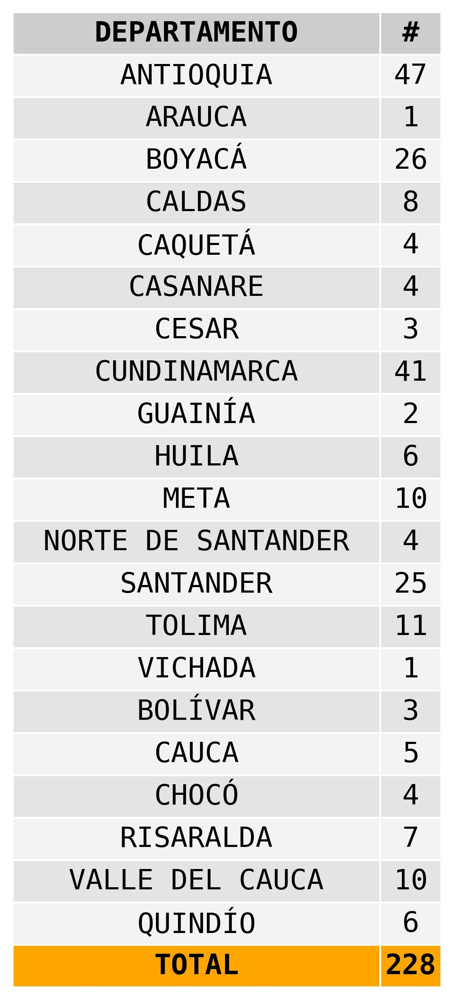 DEPARTAMENTO #
ANTIOQUIA 47
ARAUCA 1
BOYACÁ 26
CALDAS 8
CAQUETÁ 4
CASANARE 4
CESAR 3
CUNDINAMARCA 41
GUAINÍA 2
HUILA 6
META 10
NORTE DE SANTANDER 4
SANTANDER 25
TOLIMA 11
VICHADA 1
BOLÍVAR 3
CAUCA 5
CHOCÓ 4
RISARALDA 7
VALLE DEL CAUCA 10
QUINDÍO 6
TOTAL 228